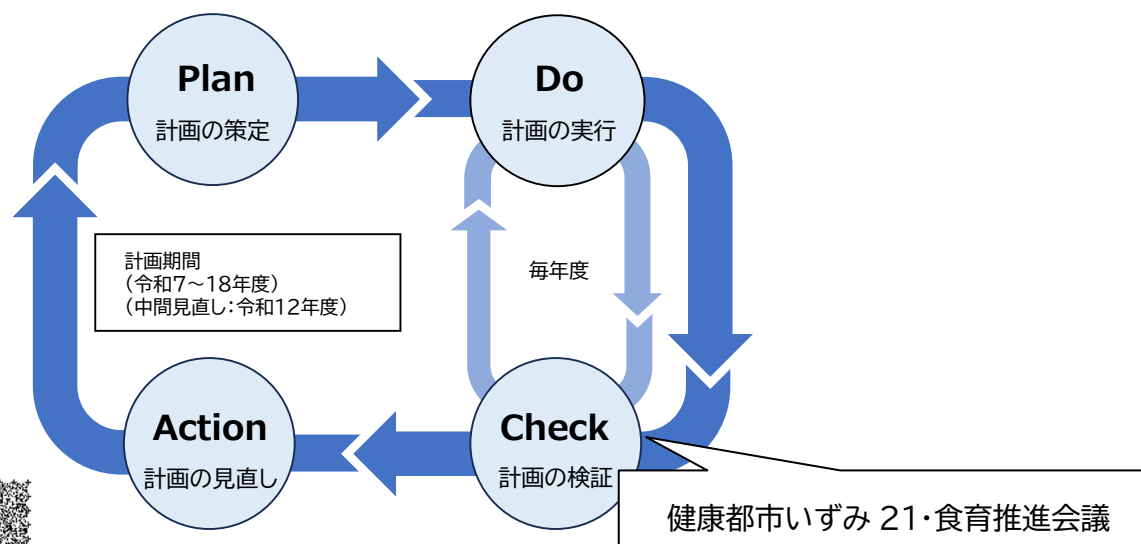 Plan
計画の策定
Do
計画の実行
計画期間
(令和7~18年度)
(中間見直し:令和12年度)
毎年度
Action
計画の見直し
Check
計画の検証
健康都市いずみ 21・食育推進会議